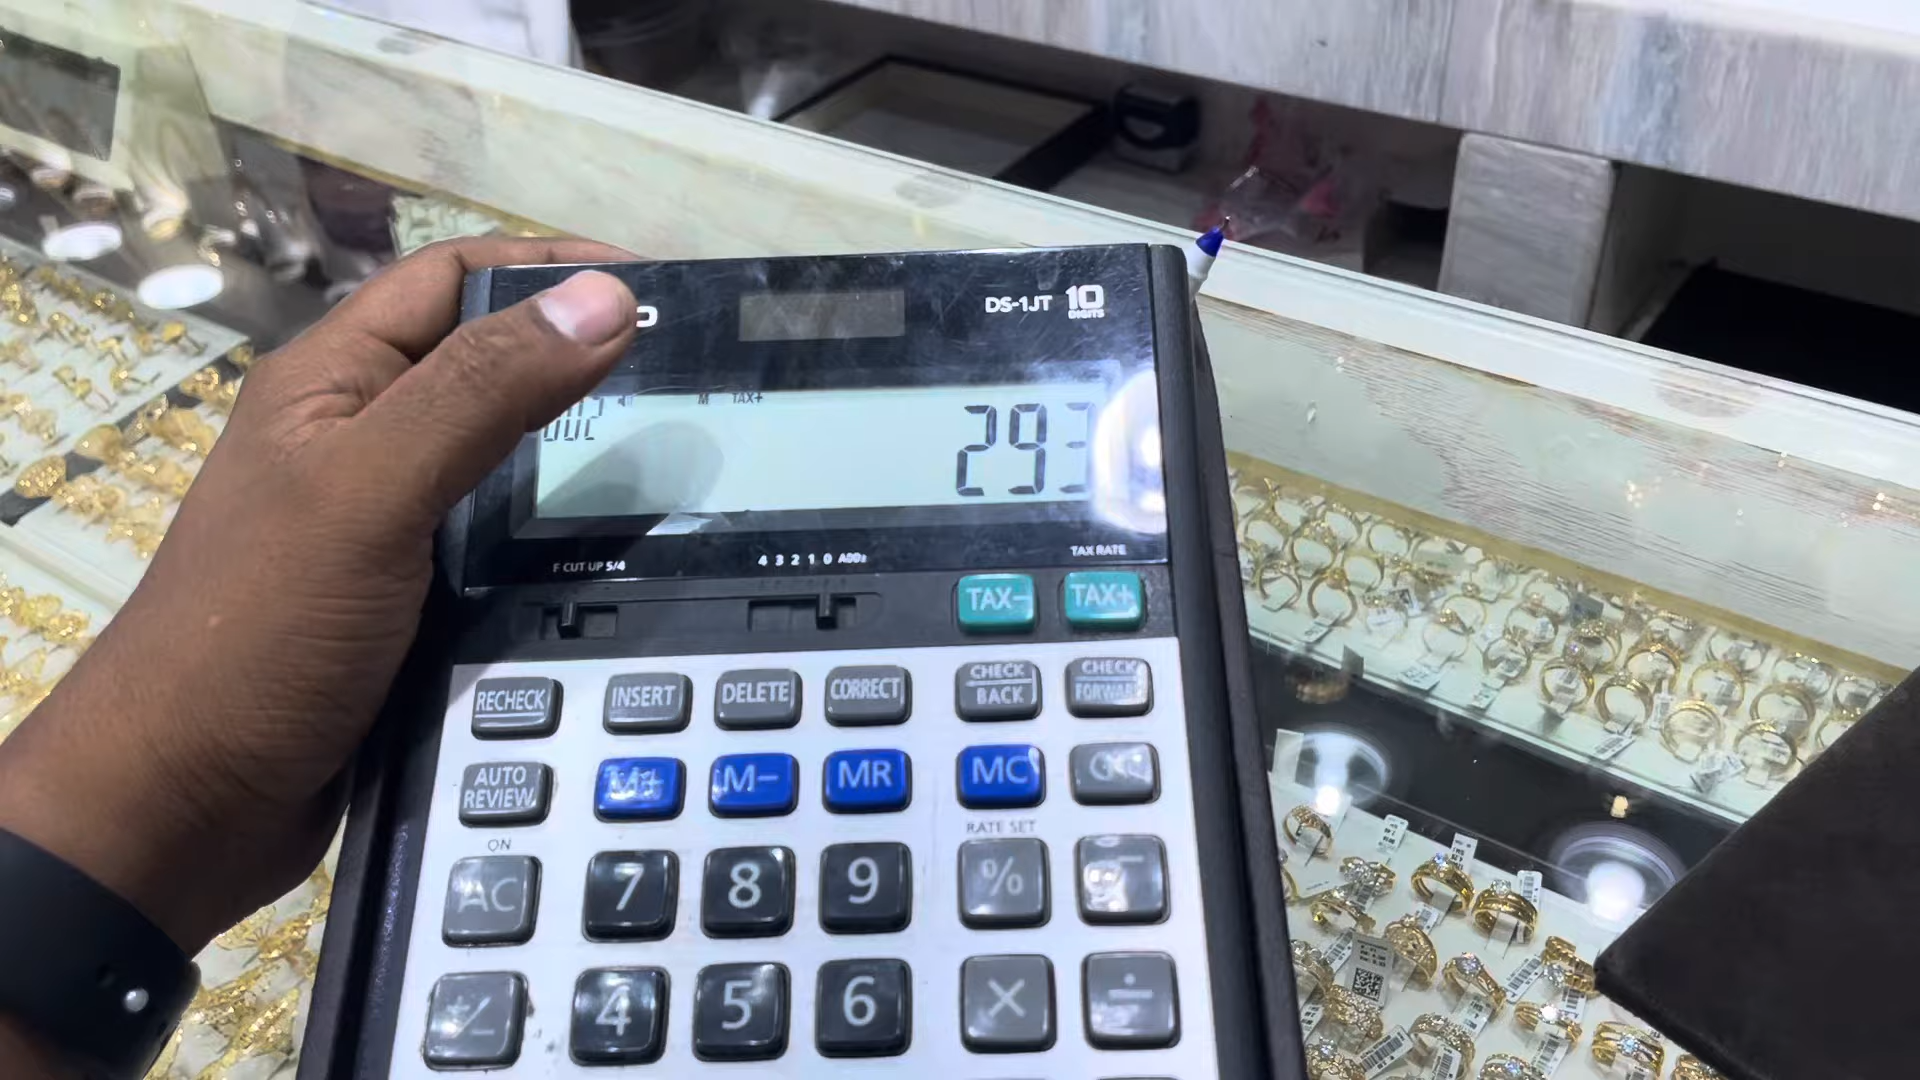 DS-1JT 10
DIGITS
002 M TAX+
293
F CUT UP 5/4 4 3 2 1 0 ADD2 TAX RATE
TAX− TAX+
RECHECK INSERT DELETE CORRECT CHECK BACK CHECK FORWARD
AUTO REVIEW M+ M− MR MC
ON RATE SET
AC 7 8 9 %
+/− 4 5 6 × ÷